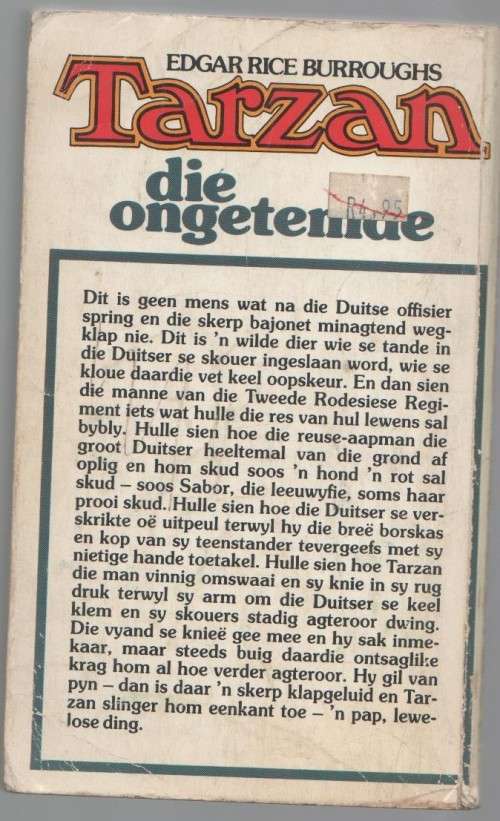 EDGAR RICE BURROUGHS
Tarzan
die
ongetemde
R4,95
Dit is geen mens wat na die Duitse offisier
spring en die skerp bajonet minagtend weg-
klap nie. Dit is 'n wilde dier wie se tande in
die Duitser se skouer ingeslaan word, wie se
kloue daardie vet keel oopskeur. En dan sien
die manne van die Tweede Rodesiese Regi-
ment iets wat hulle die res van hul lewens sal
bybly. Hulle sien hoe die reuse-aapman die
groot Duitser heeltemal van die grond af
oplig en hom skud soos 'n hond 'n rot sal
skud – soos Sabor, die leeuwyfie, soms haar
prooi skud. Hulle sien hoe die Duitser se ver-
skrikte oë uitpeul terwyl hy die breë borskas
en kop van sy teenstander tevergeefs met sy
nietige hande toetakel. Hulle sien hoe Tarzan
die man vinnig omswaai en sy knie in sy rug
druk terwyl sy arm om die Duitser se keel
klem en sy skouers stadig agteroor dwing.
Die vyand se knieë gee mee en hy sak inme-
kaar, maar steeds buig daardie ontsaglike
krag hom al hoe verder agteroor. Hy gil van
pyn – dan is daar 'n skerp klapgeluid en Tar-
zan slinger hom eenkant toe – 'n pap, lewe-
lose ding.